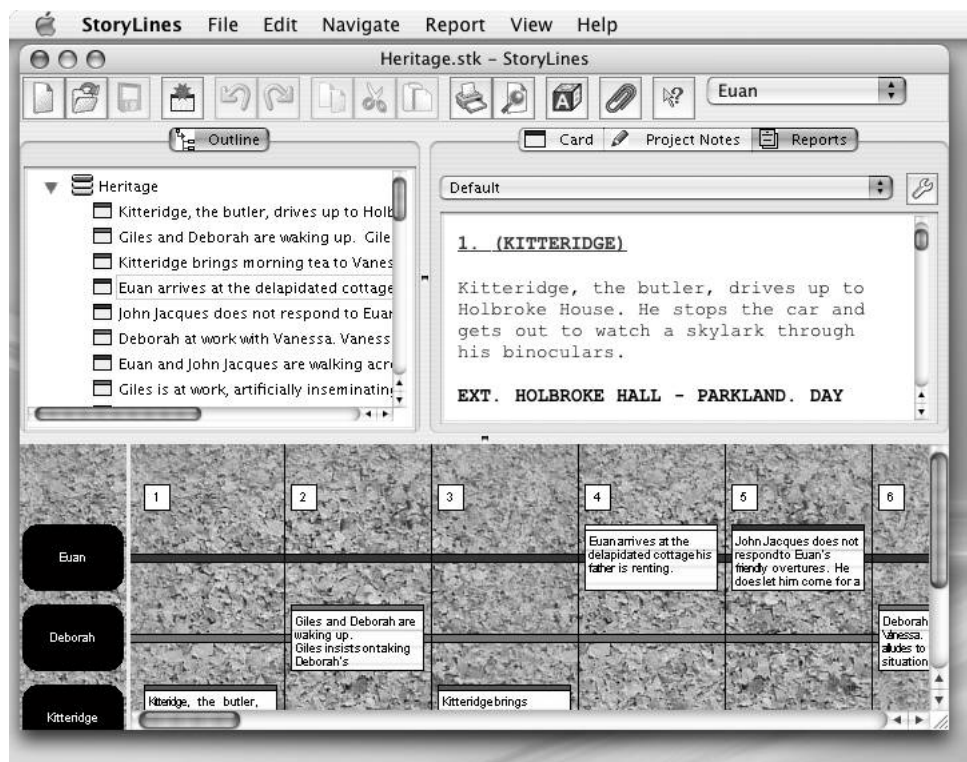 StoryLines File Edit Navigate Report View Help
Heritage.stk – StoryLines
Euan
Outline
Card Project Notes Reports
Heritage
Kitteridge, the butler, drives up to Holb
Giles and Deborah are waking up. Gile
Kitteridge brings morning tea to Vanes
Euan arrives at the delapidated cottage
John Jacques does not respond to Euar
Deborah at work with Vanessa. Vaness
Euan and John Jacques are walking acr
Giles is at work, artificially inseminatin
Default
1. (KITTERIDGE)
Kitteridge, the butler, drives up to
Holbroke House. He stops the car and
gets out to watch a skylark through
his binoculars.
EXT. HOLBROKE HALL - PARKLAND. DAY
1 2 3 4 5 6
Euan
Euan arrives at the
delapidated cottage his
father is renting.
John Jacques does not
respond to Euan's
friendly overtures. He
does let him come for a
Deborah
Giles and Deborah are
waking up.
Giles insists on taking
Deborah's
Deborah
Vanessa.
alludes to
situation
Kitteridge
Kitteridge, the butler,
Kitteridge brings